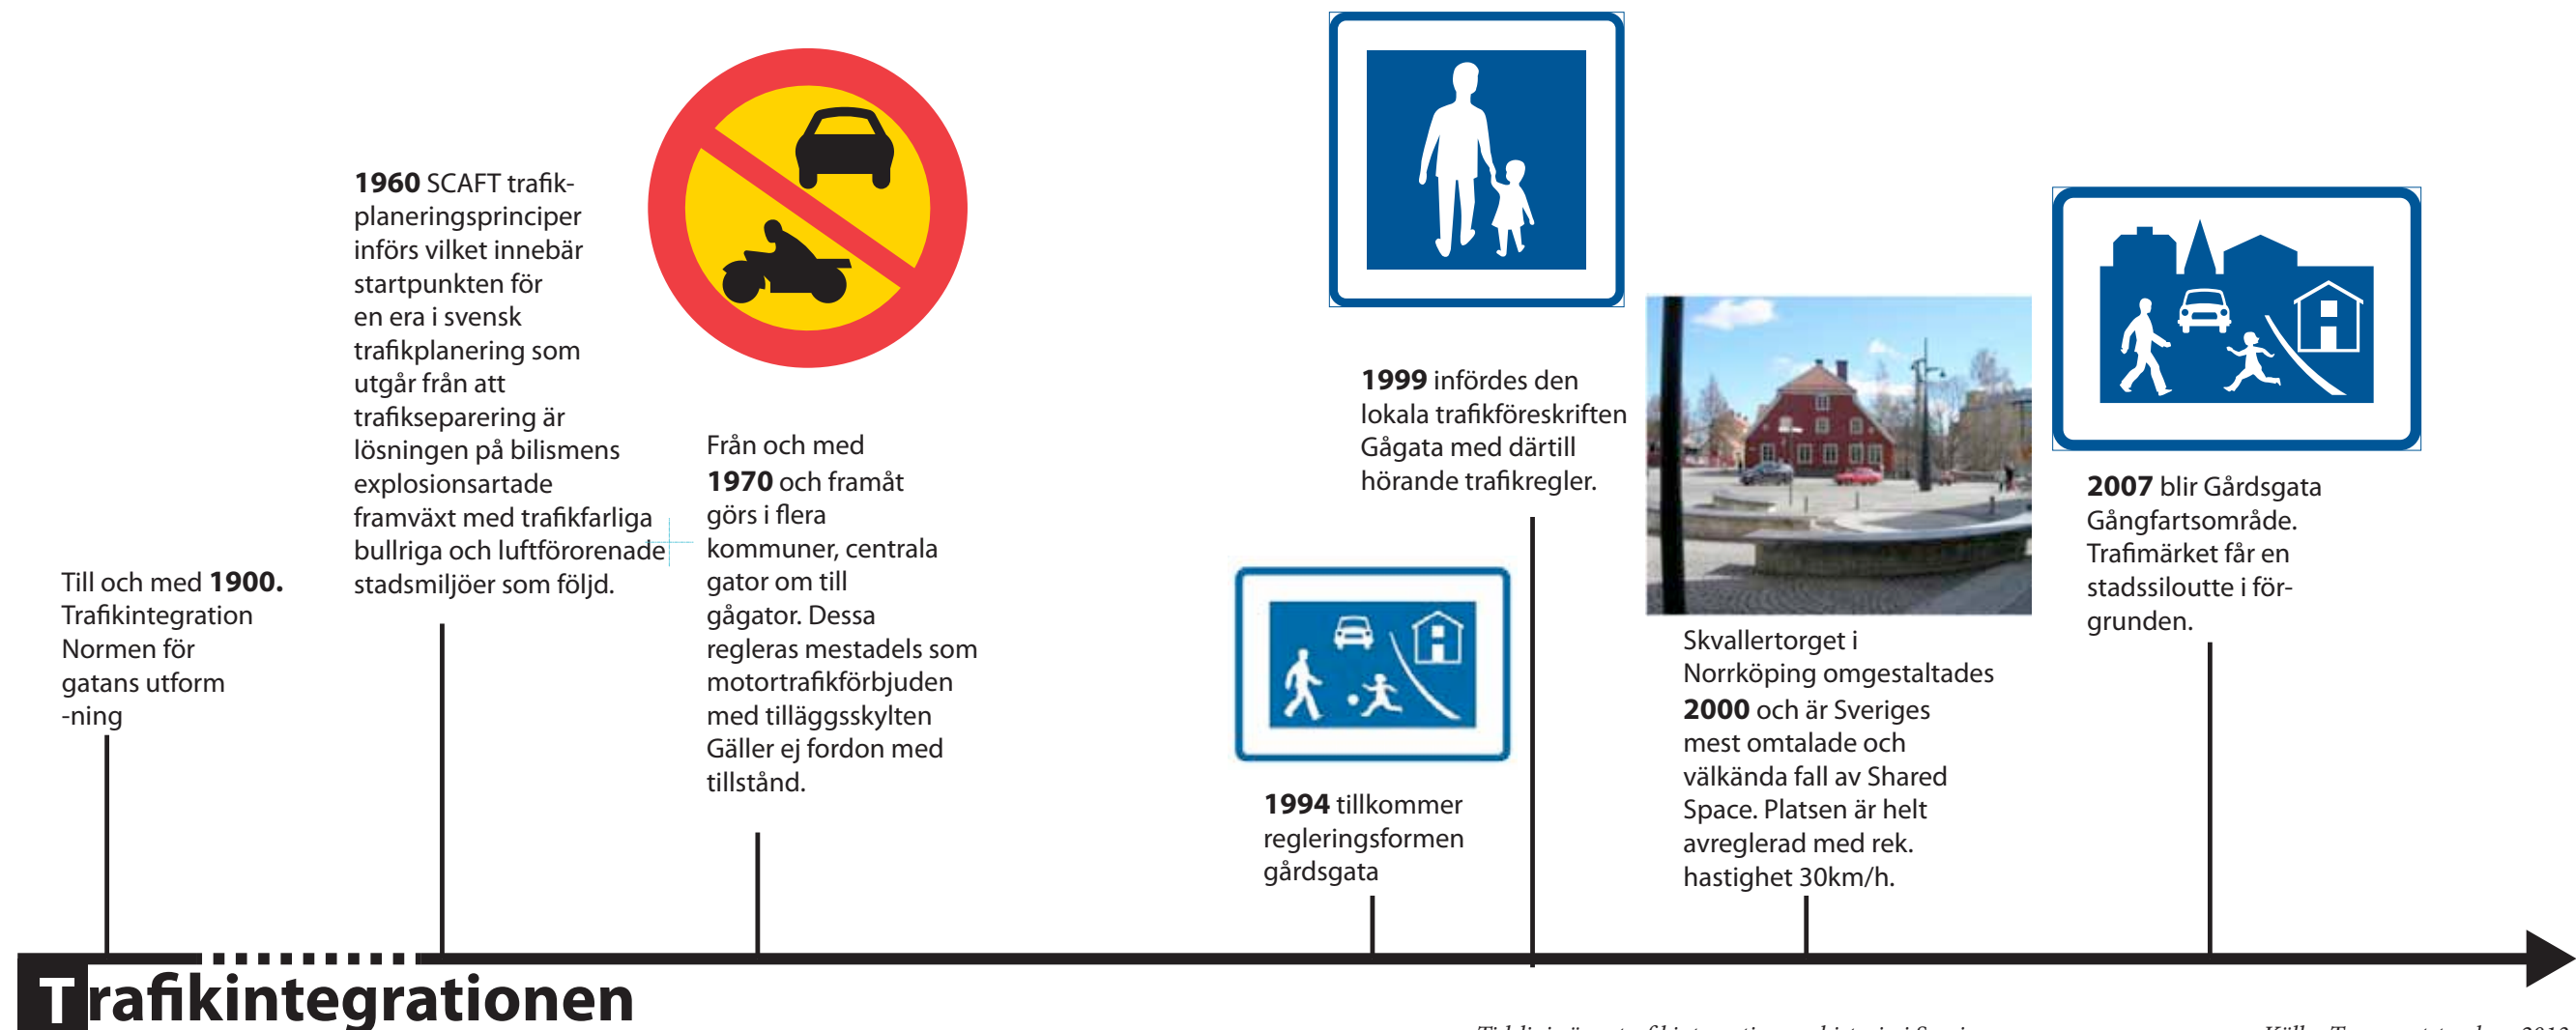 Till och med 1900.
Trafikintegration
Normen för
gatans utform
-ning
1960 SCAFT trafik-
planeringsprinciper
införs vilket innebär
startpunkten för
en era i svensk
trafikplanering som
utgår från att
trafikseparering är
lösningen på bilismens
explosionsartade
framväxt med trafikfarliga
bullriga och luftförorenade
stadsmiljöer som följd.
Från och med
1970 och framåt
görs i flera
kommuner, centrala
gator om till
gågator. Dessa
regleras mestadels som
motortrafikförbjuden
med tilläggsskylten
Gäller ej fordon med
tillstånd.
1994 tillkommer
regleringsformen
gårdsgata
1999 infördes den
lokala trafikföreskriften
Gågata med därtill
hörande trafikregler.
Skvallertorget i
Norrköping omgestaltades
2000 och är Sveriges
mest omtalade och
välkända fall av Shared
Space. Platsen är helt
avreglerad med rek.
hastighet 30km/h.
2007 blir Gårdsgata
Gångfartsområde.
Trafimärket får en
stadssiloutte i för-
grunden.
Trafikintegrationen